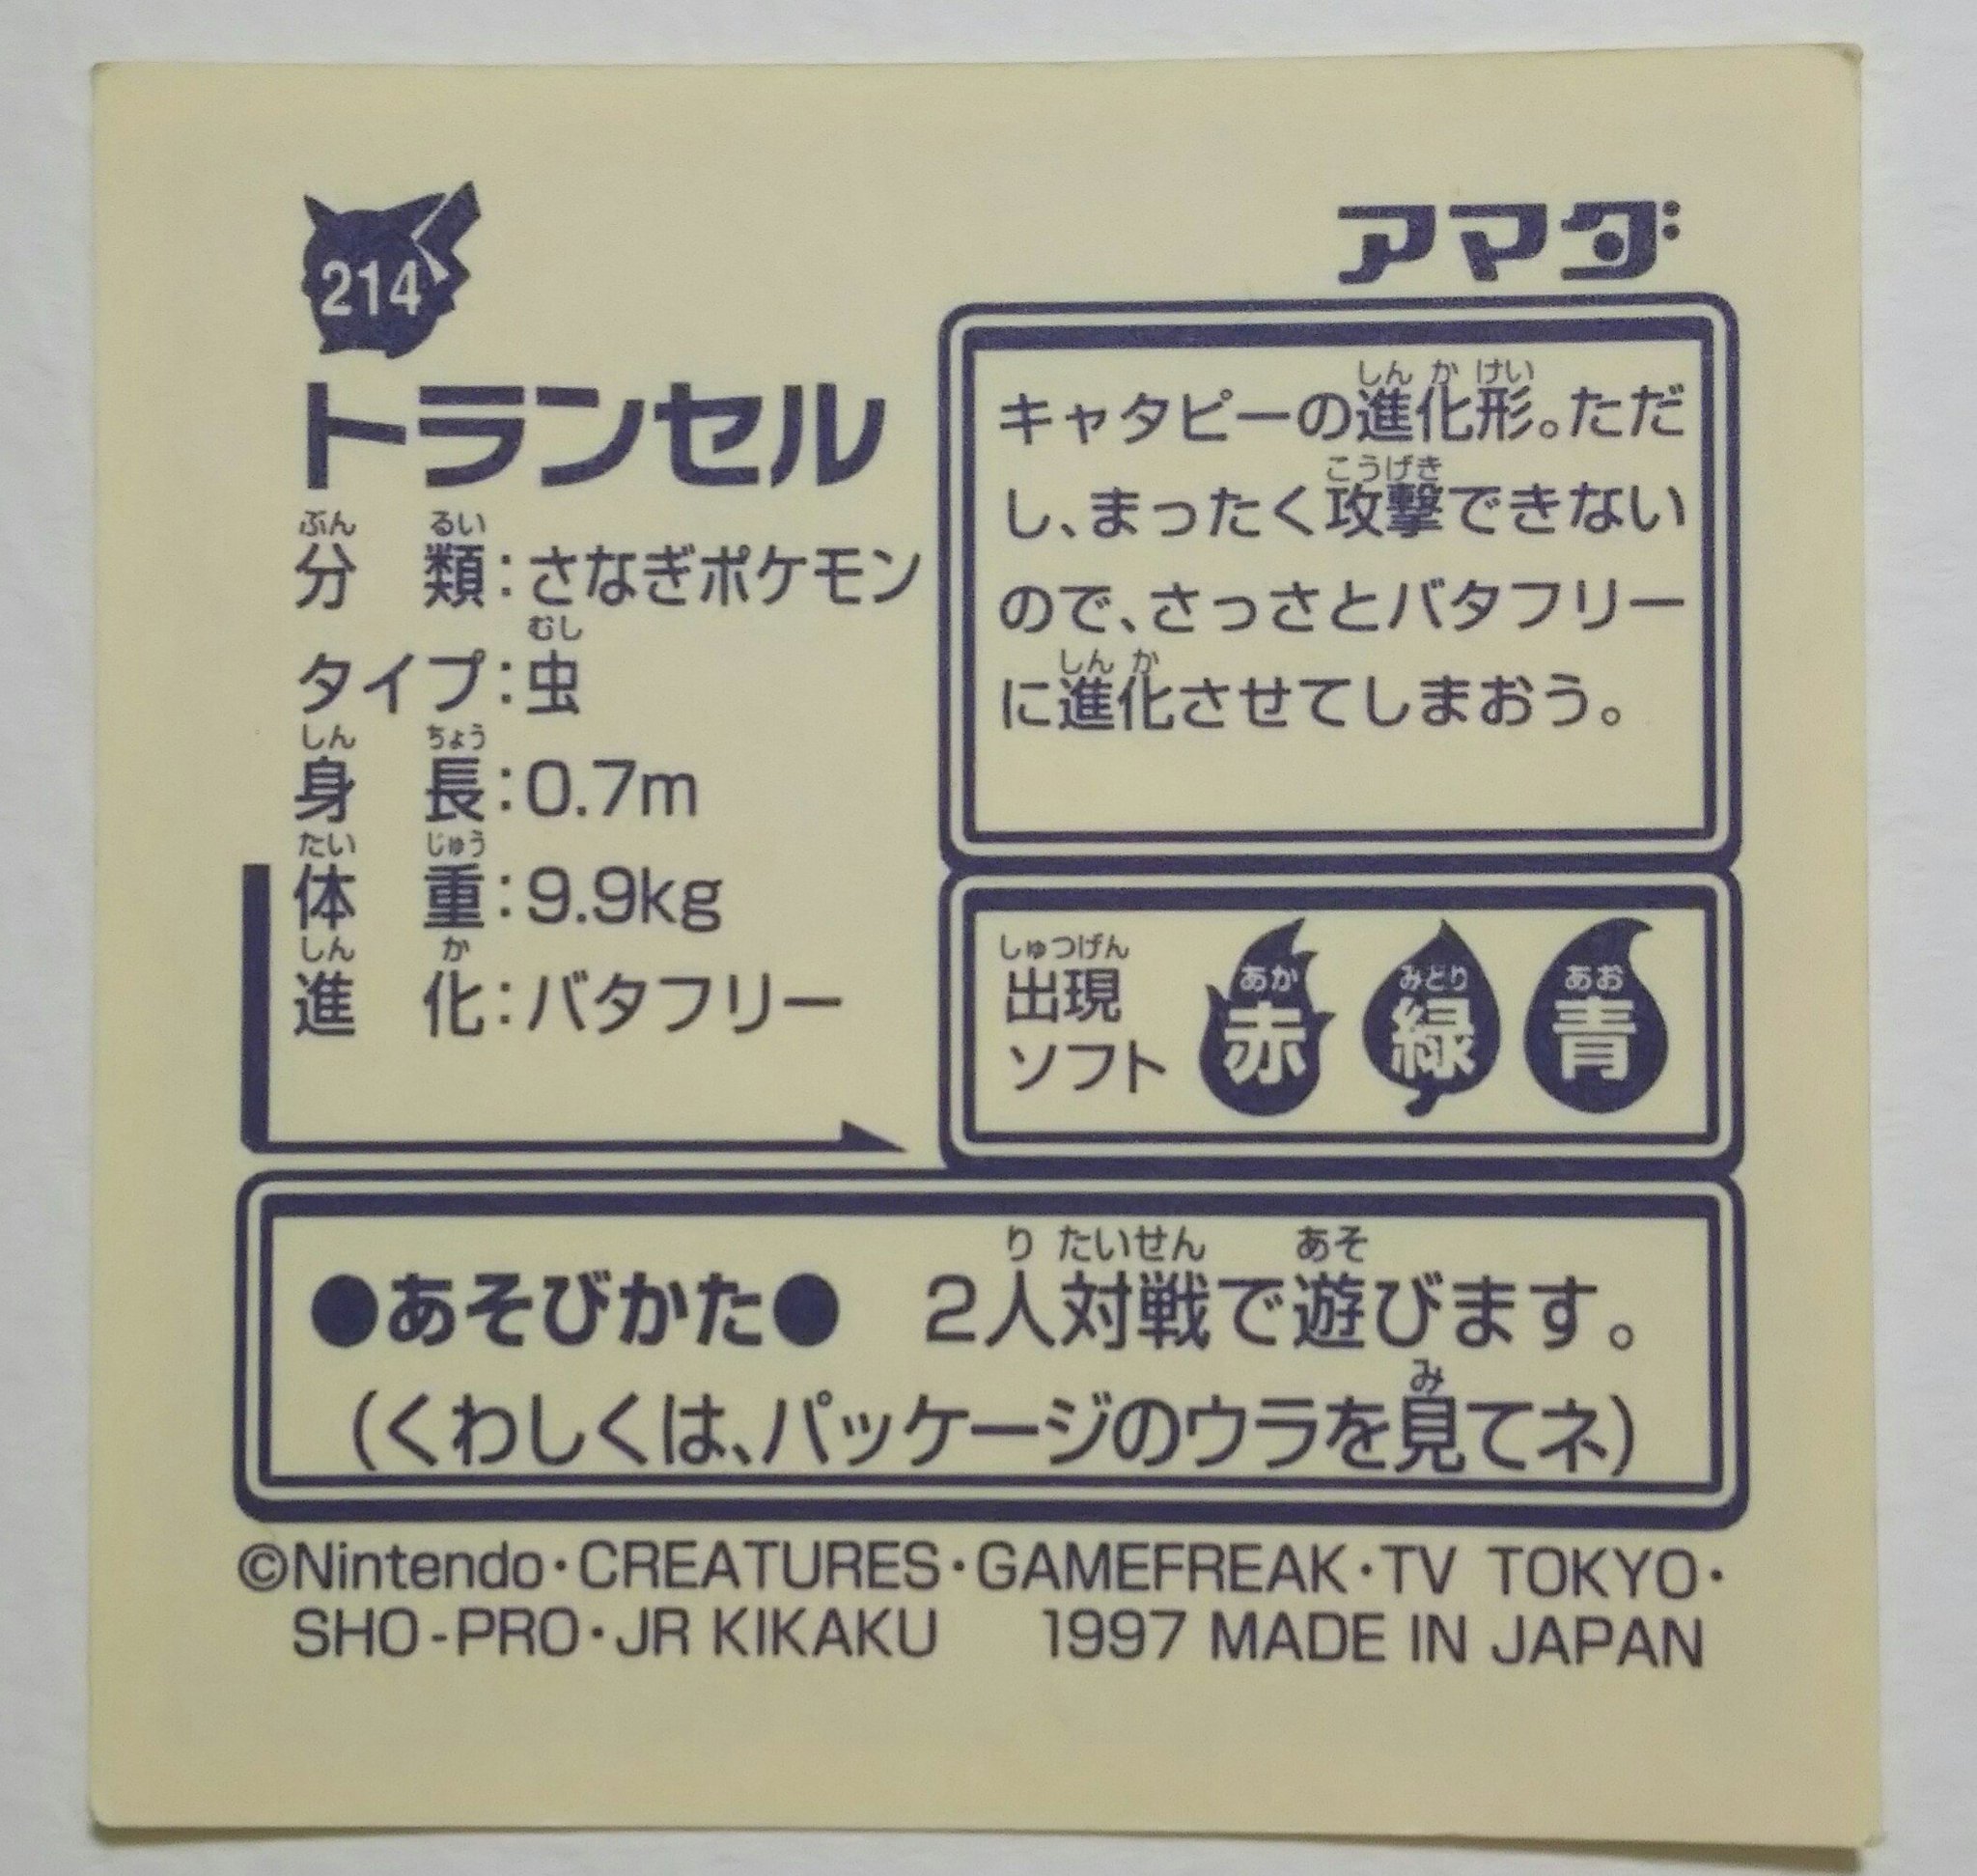 214
アマダ
トランセル
分類:さなぎポケモン
ぶん るい
タイプ:虫
むし
身長:0.7m
しん ちょう
体重:9.9kg
たい じゅう
進化:バタフリー
しん か
キャタピーの進化形。ただ
しん か けい
し、まったく攻撃できない
こうげき
ので、さっさとバタフリー
に進化させてしまおう。
しん か
しゅつげん
出現
ソフト
あか
赤
みどり
緑
あお
青
●あそびかた● 2人対戦で遊びます。
り たいせん あそ
(くわしくは、パッケージのウラを見てネ)
み
©Nintendo・CREATURES・GAMEFREAK・TV TOKYO・
SHO-PRO・JR KIKAKU 1997 MADE IN JAPAN